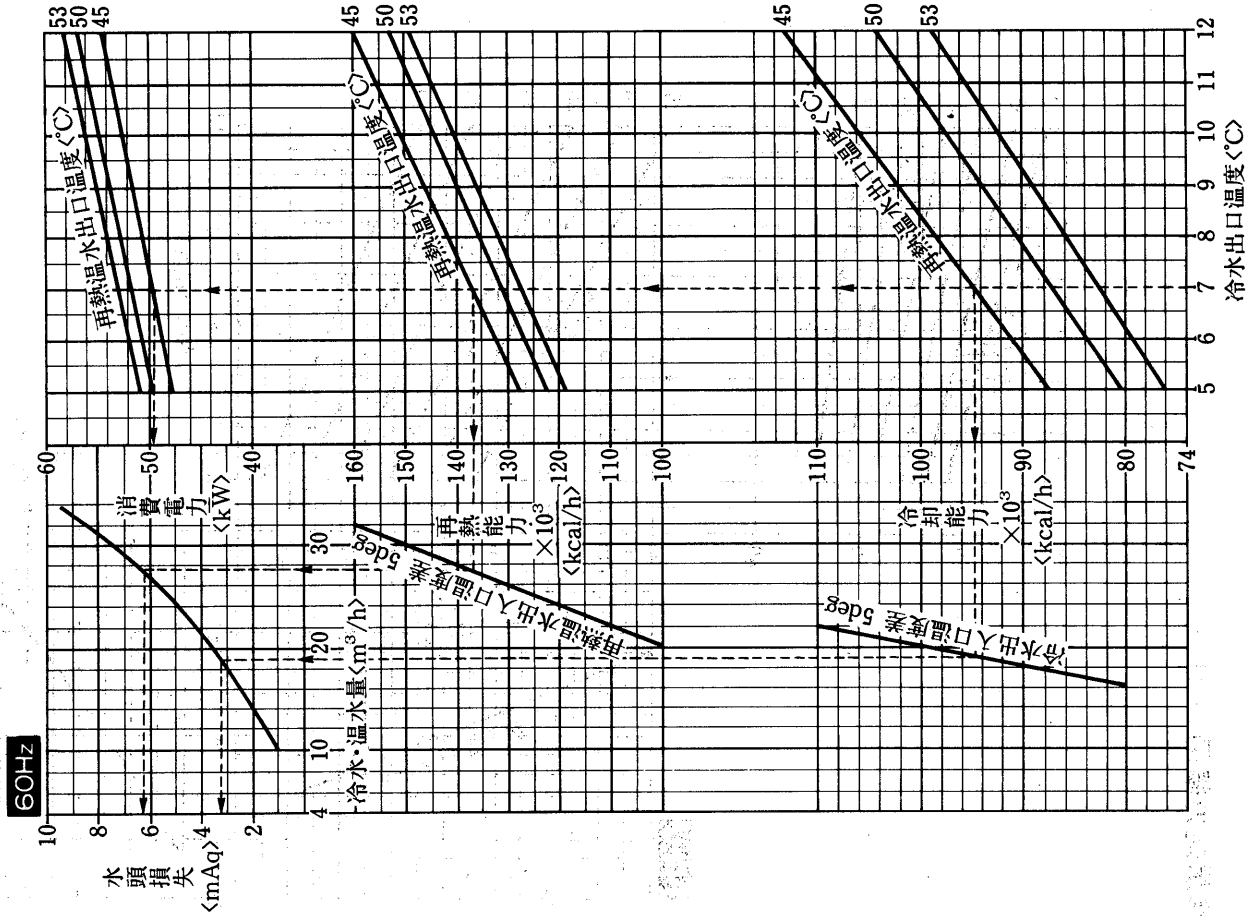 60Hz
水頭損失
<mAq>
10
8
6
4
2
消費電力
<kW>
60
50
40
再熱温水出口温度<℃>
53
50
45
再熱能力
×10³
<kcal/h>
160
150
140
130
120
110
100
再熱温水出口温度<℃>
45
50
53
冷却能力
×10³
<kcal/h>
110
100
90
80
74
再熱温水出口温度<℃>
45
50
53
冷水・温水量<m³/h>
4
10
20
30
再熱温水出入口温度差 5deg
冷水出入口温度差 5deg
5
6
7
8
9
10
11
12
冷水出口温度<℃>